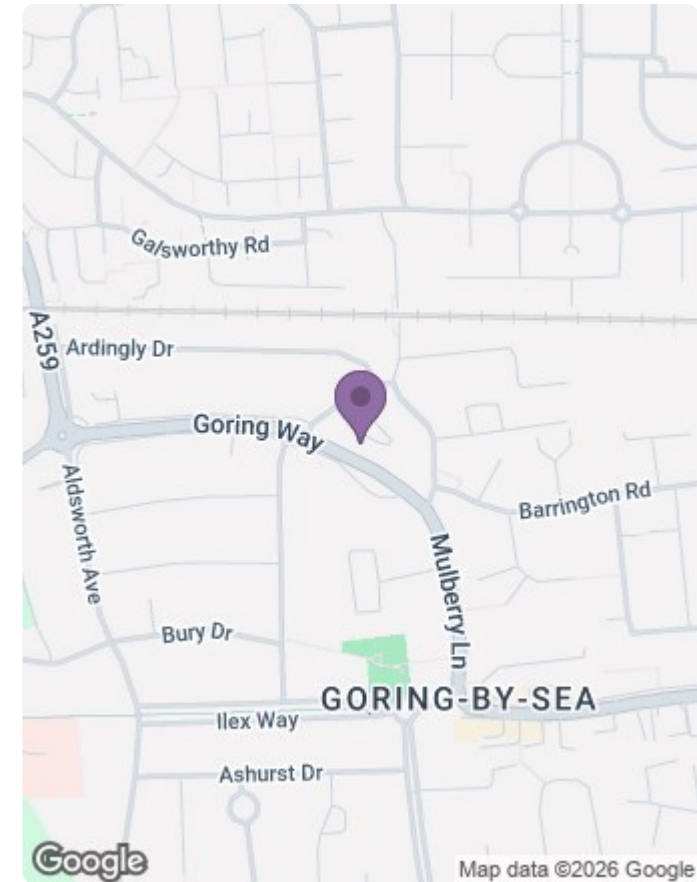 Galsworthy Rd
A259
Ardingly Dr
Goring Way
Aldsworth Ave
Barrington Rd
Mulberry Ln
Bury Dr
GORING-BY-SEA
Ilex Way
Ashurst Dr
Google
Map data ©2026 Google